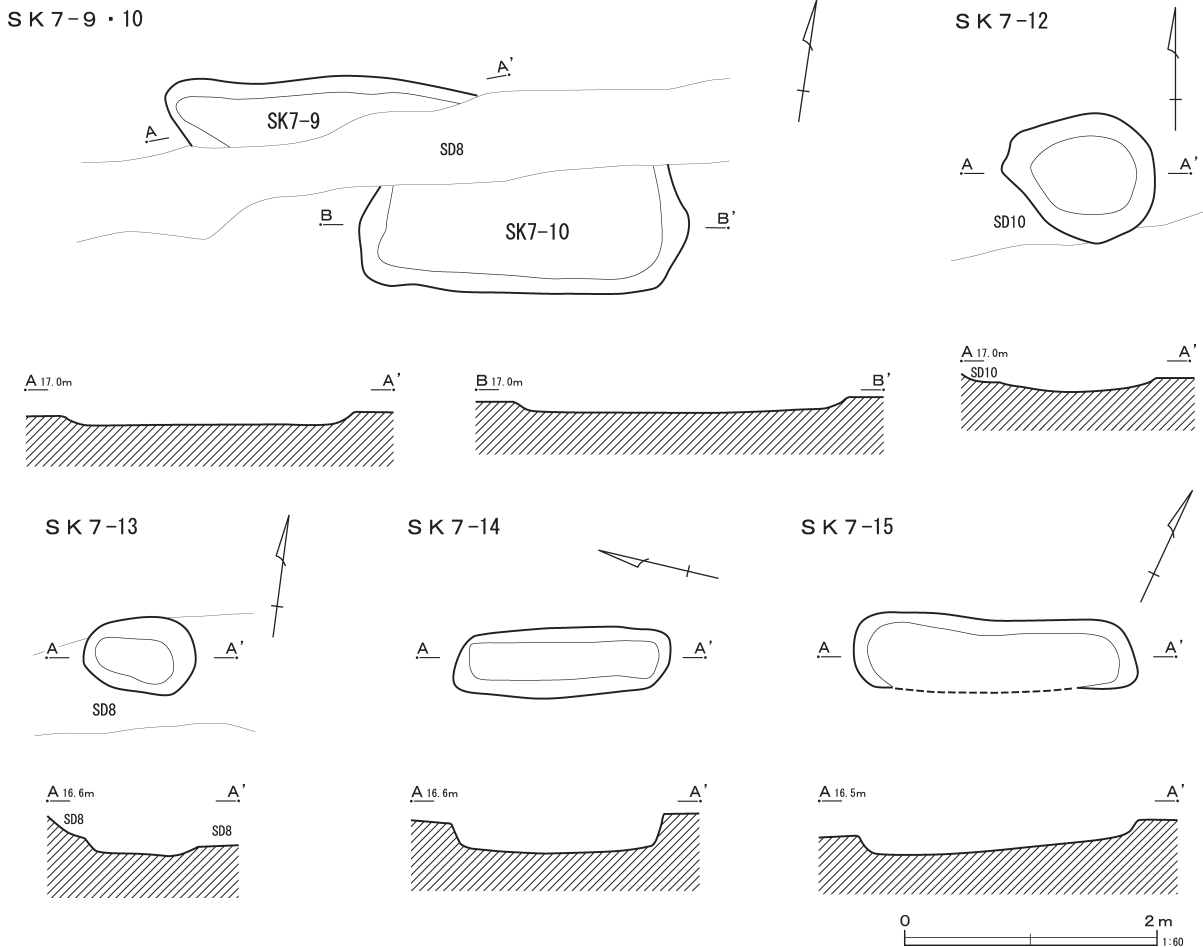 SK7-9・10
A
A'
SK7-9
SD8
B
SK7-10
B'
A 17.0m
A'
B 17.0m
B'
SK7-12
A
A'
SD10
A 17.0m
A'
SD10
SK7-13
A
A'
SD8
A 16.6m
A'
SD8
SD8
SK7-14
A
A'
A 16.6m
A'
SK7-15
A
A'
A 16.5m
A'
0
2m
1:60